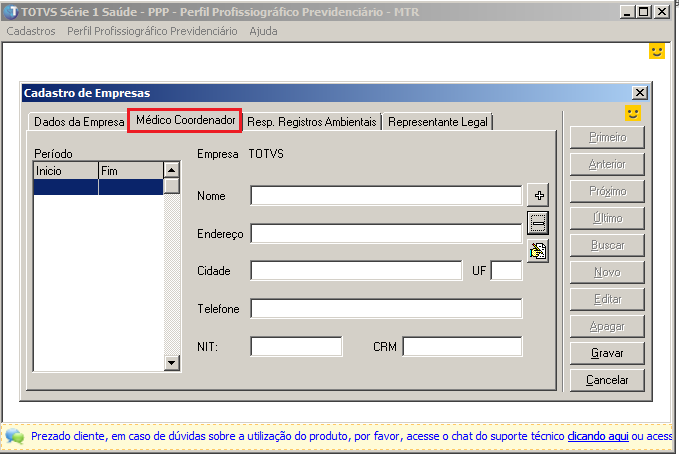 TOTVS Série 1 Saúde - PPP - Perfil Profissiográfico Previdenciário - MTR
Cadastros Perfil Profissiográfico Previdenciário Ajuda
Cadastro de Empresas
Dados da Empresa Médico Coordenador Resp. Registros Ambientais Representante Legal
Período
Inicio Fim
Empresa TOTVS
Nome
Endereço
Cidade UF
Telefone
NIT: CRM
Primeiro
Anterior
Próximo
Último
Buscar
Novo
Editar
Apagar
Gravar
Cancelar
Prezado cliente, em caso de dúvidas sobre a utilização do produto, por favor, acesse o chat do suporte técnico clicando aqui ou acess